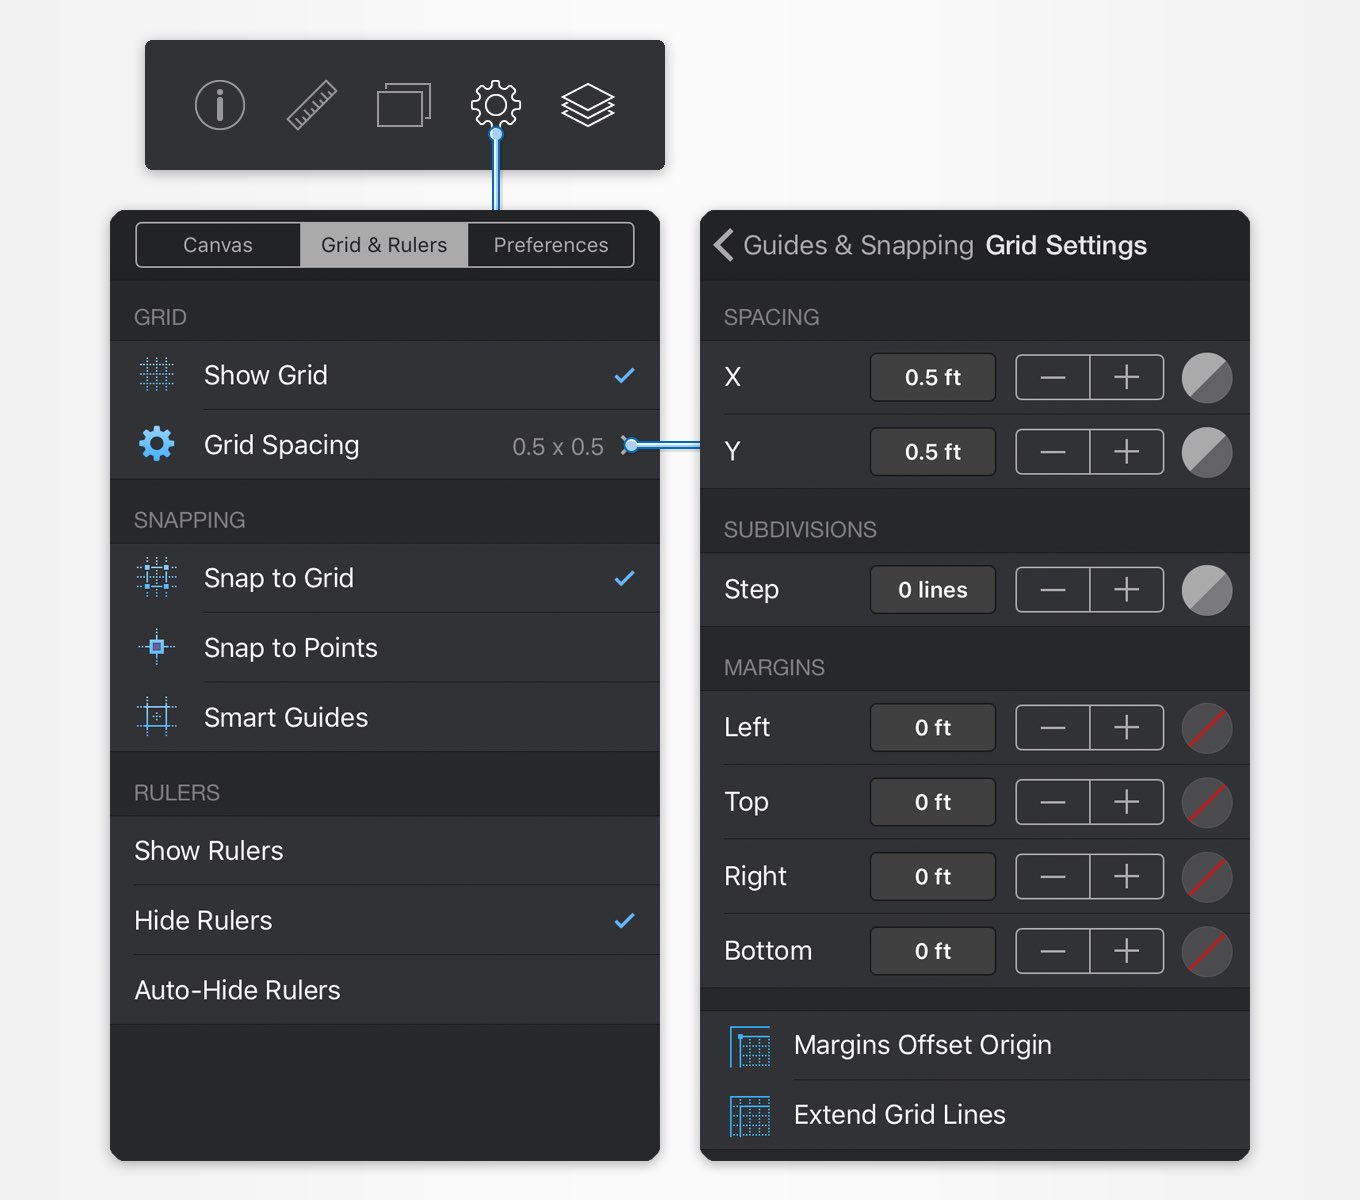 Canvas
Grid & Rulers
Preferences
GRID
Show Grid
Grid Spacing 0.5 x 0.5
SNAPPING
Snap to Grid
Snap to Points
Smart Guides
RULERS
Show Rulers
Hide Rulers
Auto-Hide Rulers
Guides & Snapping Grid Settings
SPACING
X 0.5 ft
Y 0.5 ft
SUBDIVISIONS
Step 0 lines
MARGINS
Left 0 ft
Top 0 ft
Right 0 ft
Bottom 0 ft
Margins Offset Origin
Extend Grid Lines